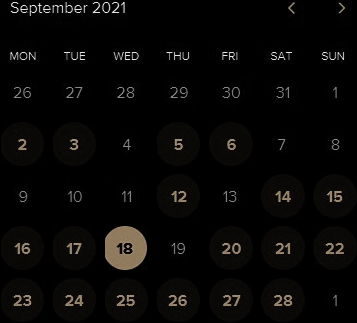 September 2021
MON TUE WED THU FRI SAT SUN
26 27 28 29 30 31 1
2 3 4 5 6 7 8
9 10 11 12 13 14 15
16 17 18 19 20 21 22
23 24 25 26 27 28 1